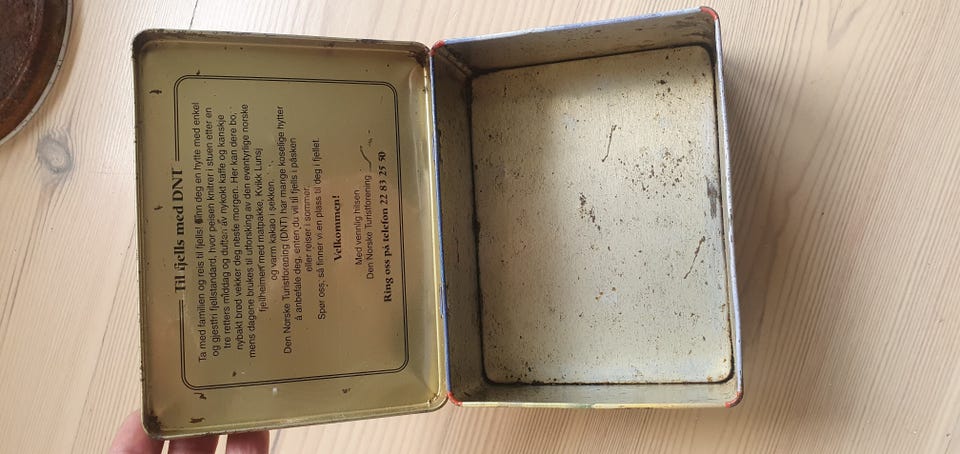 Til fjells med DNT
Ta med familien og reis til fjells! Finn deg en hytte med enkel
og gjestfri fjellstandard, hvor peisen knitrer i stuen etter en
tre retters middag og duften av nykokt kaffe og kanskje
nybakt brød vekker deg neste morgen. Her kan dere bo,
mens dagene brukes til utforsking av den eventyrlige norske
fjellheimen med matpakke, Kvikk Lunsj
og varm kakao i sekken.
Den Norske Turistforening (DNT) har mange koselige hytter
å anbefale deg, enten du vil til fjells i påsken
eller reiser i sommer.
Spør oss, så finner vi en plass til deg i fjellet.
Velkommen!
Med vennlig hilsen
Den Norske Turistforening
Ring oss på telefon 22 83 25 50